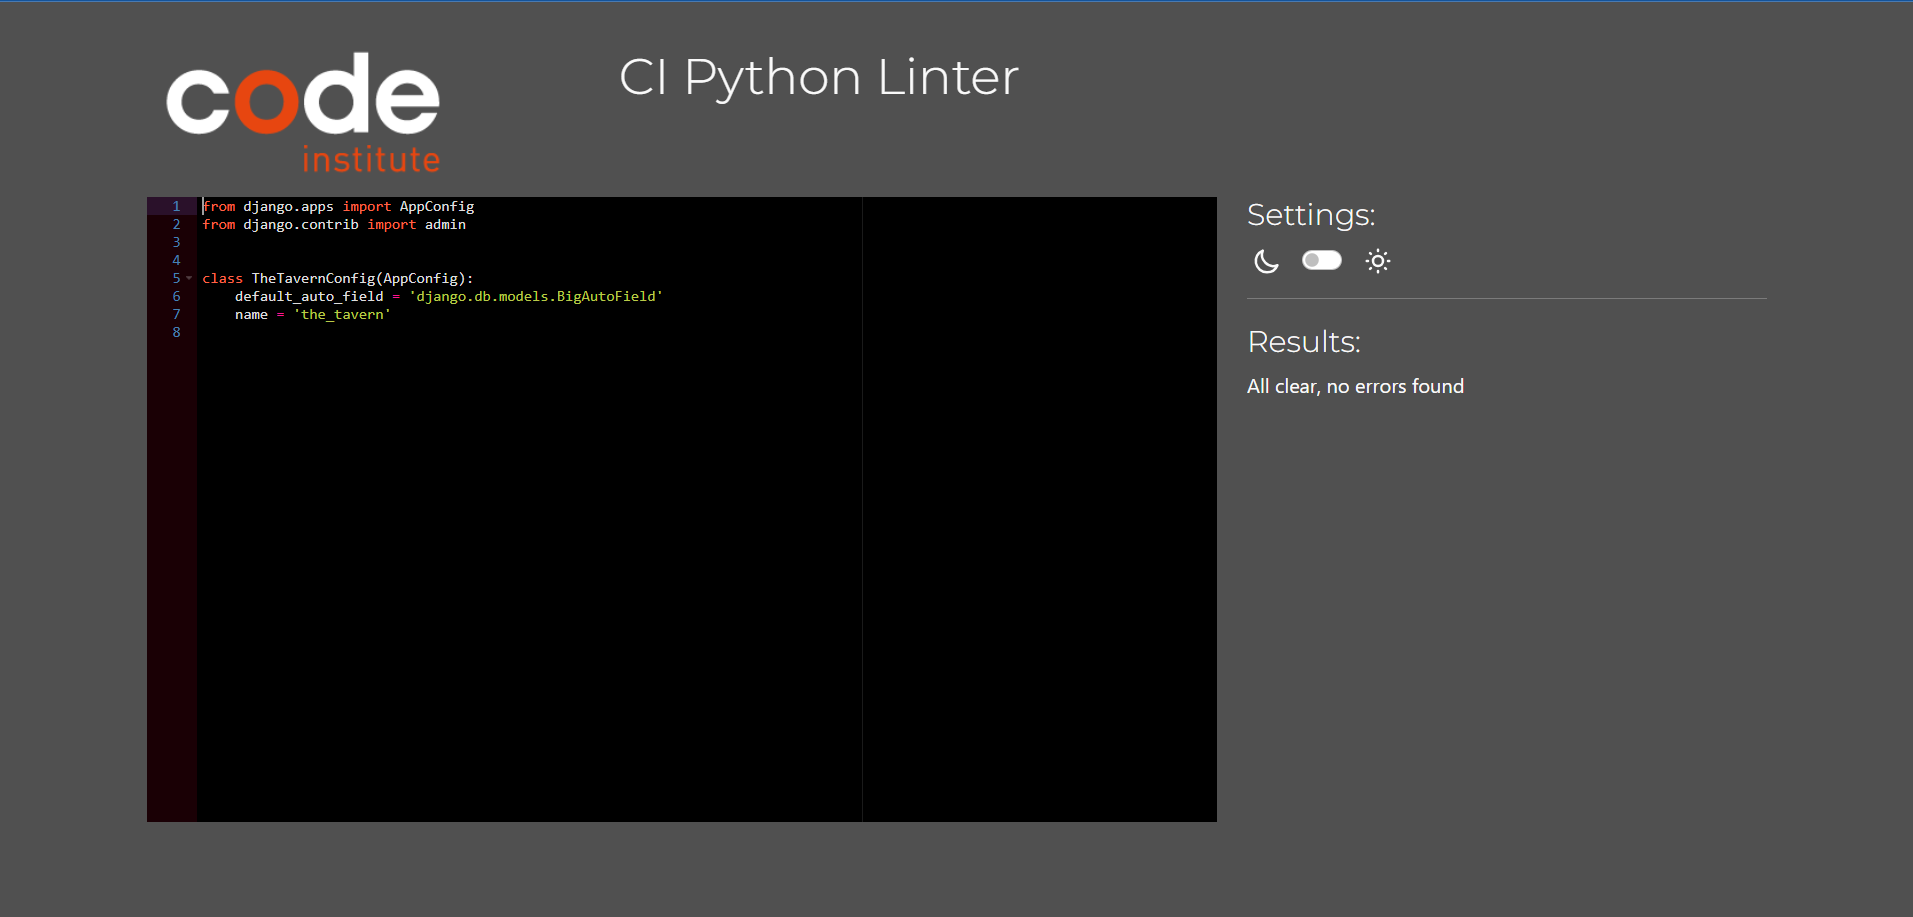 code
institute
CI Python Linter
1 from django.apps import AppConfig
2 from django.contrib import admin
3
4
5 class TheTavernConfig(AppConfig):
6     default_auto_field = 'django.db.models.BigAutoField'
7     name = 'the_tavern'
8
Settings:
Results:
All clear, no errors found